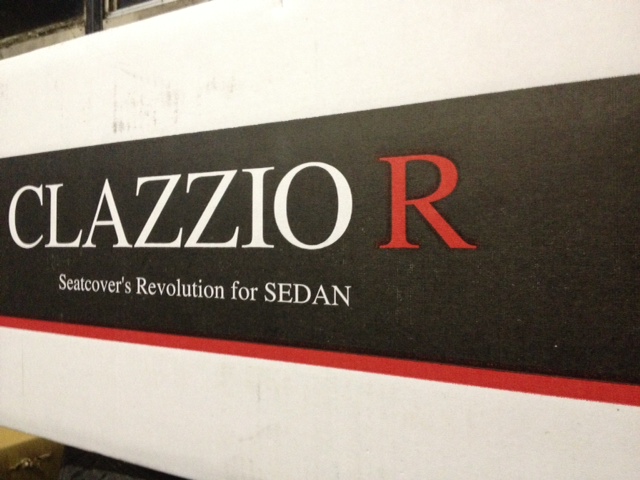 CLAZZIO R
Seatcover's Revolution for SEDAN